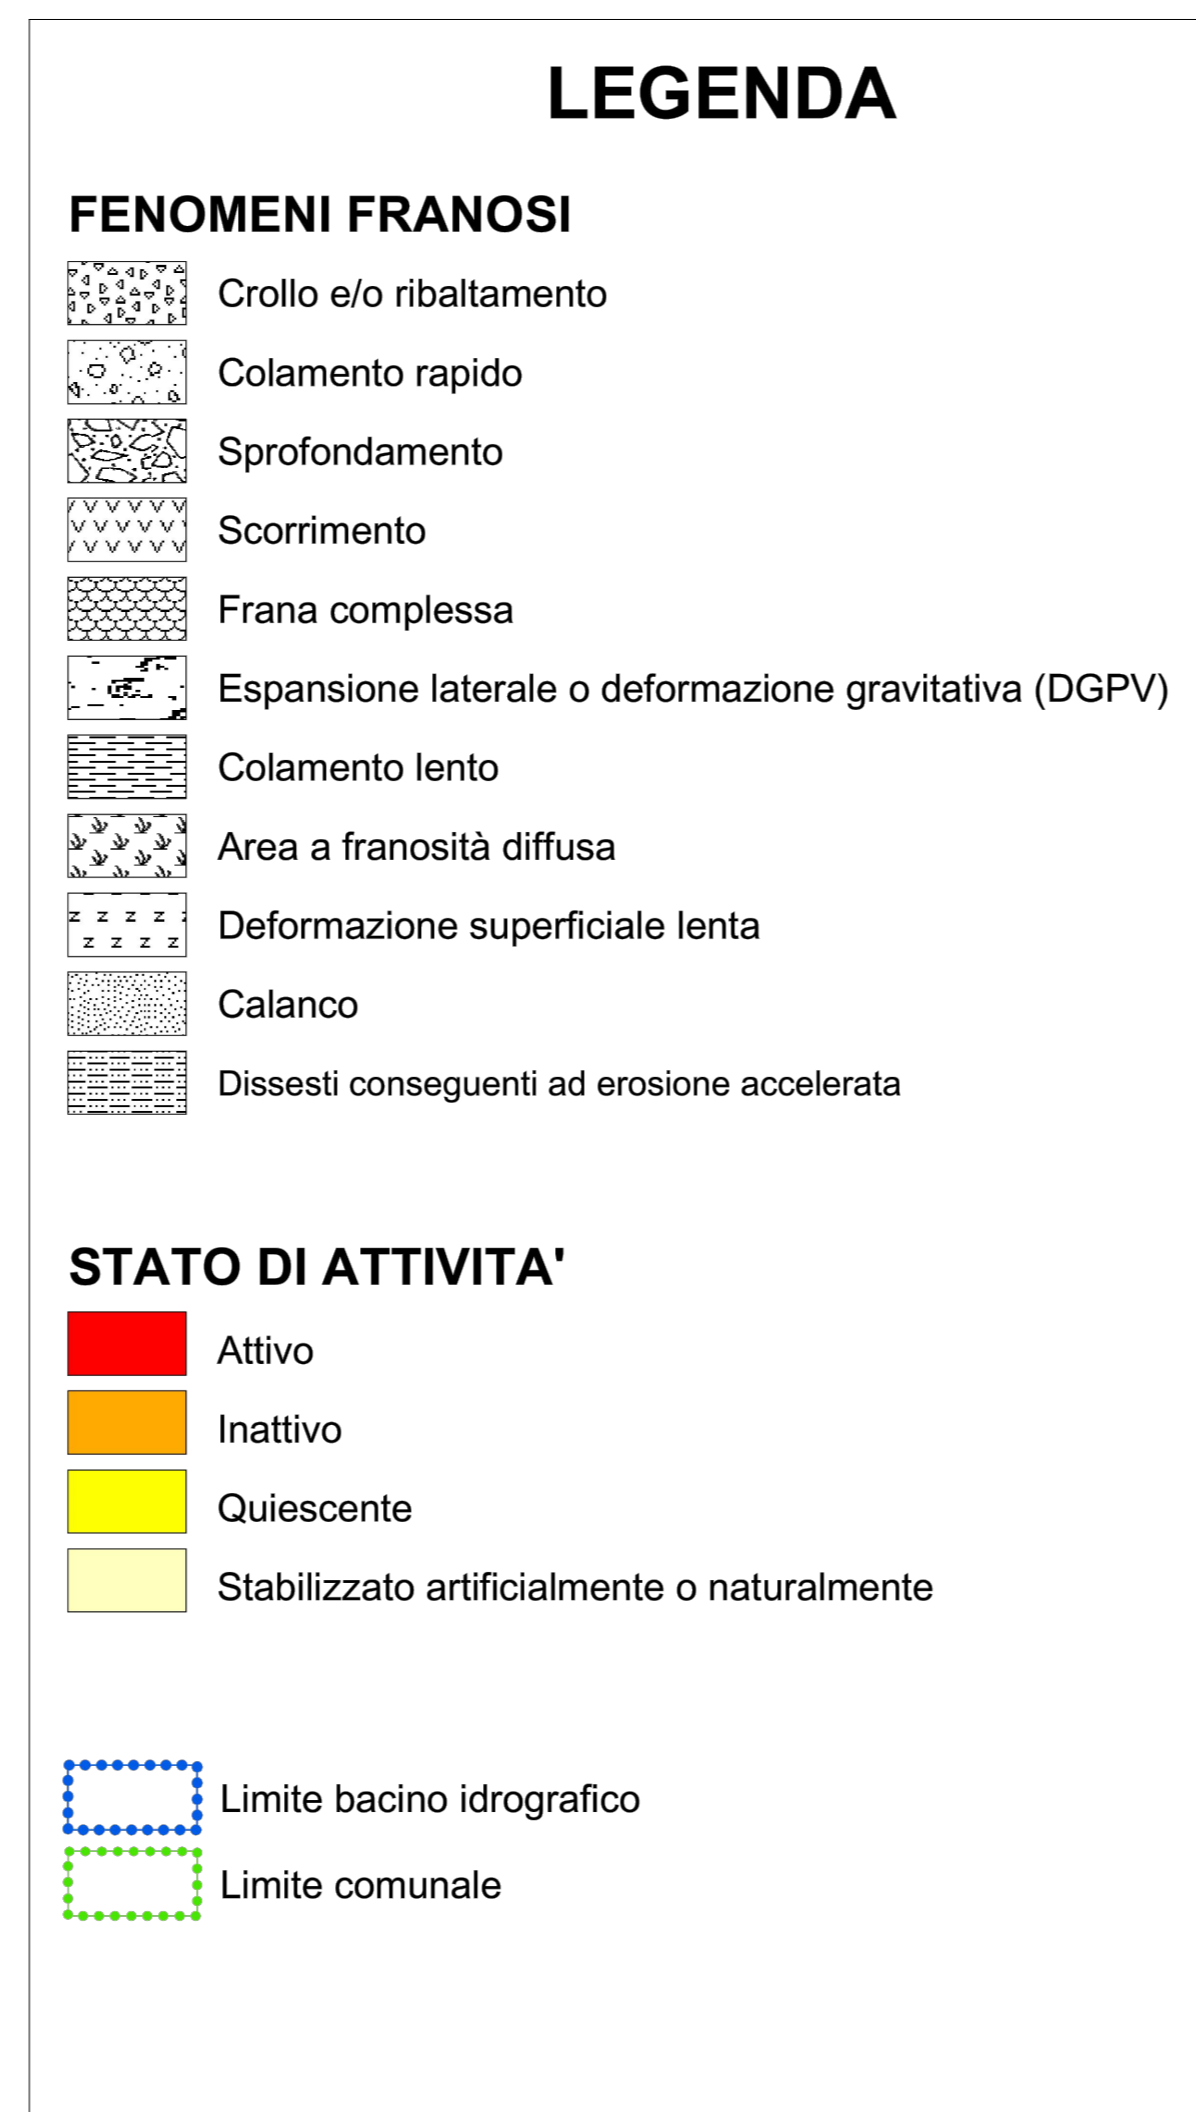 LEGENDA
FENOMENI FRANOSI
Crollo e/o ribaltamento
Colamento rapido
Sprofondamento
Scorrimento
Frana complessa
Espansione laterale o deformazione gravitativa (DGPV)
Colamento lento
Area a franosità diffusa
Deformazione superficiale lenta
Calanco
Dissesti conseguenti ad erosione accelerata
STATO DI ATTIVITA'
Attivo
Inattivo
Quiescente
Stabilizzato artificialmente o naturalmente
Limite bacino idrografico
Limite comunale